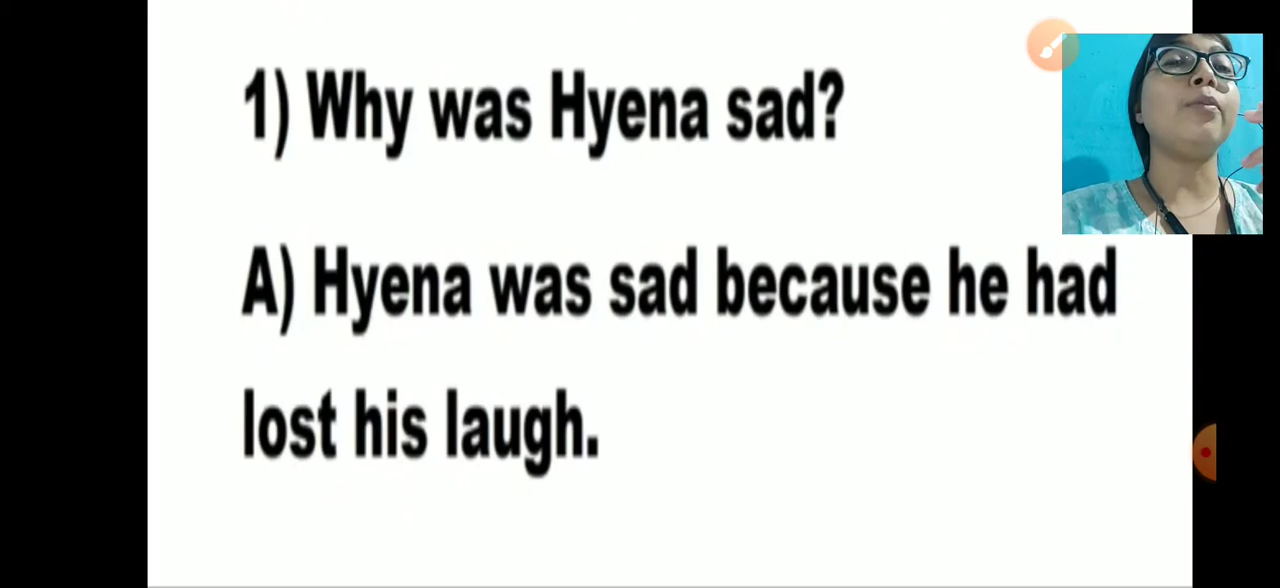 1) Why was Hyena sad?
A) Hyena was sad because he had
lost his laugh.